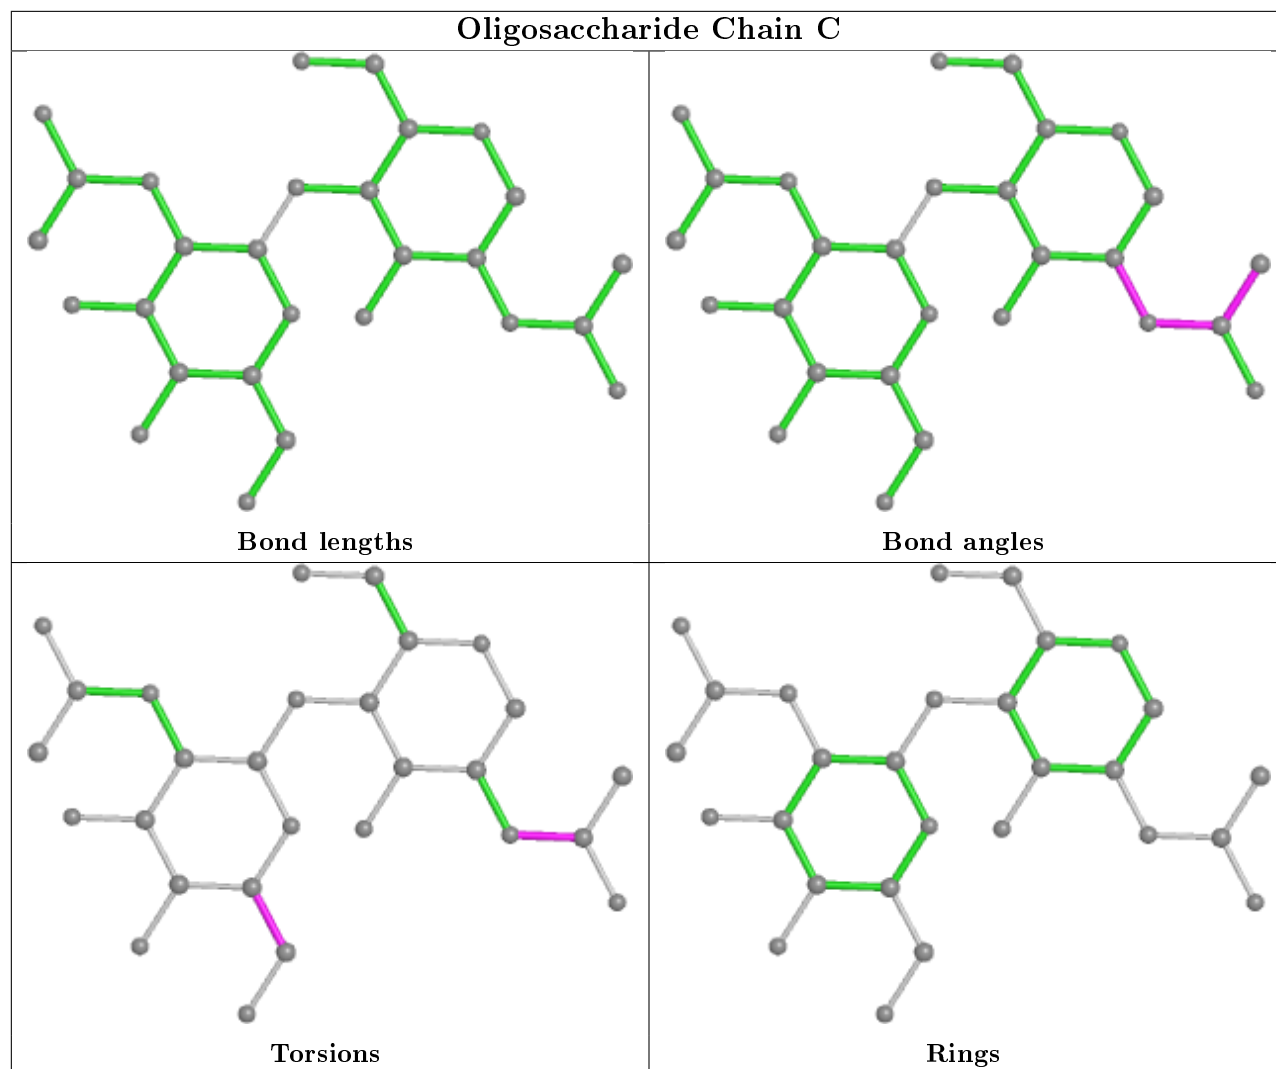 Oligosaccharide Chain C
Bond lengths
Bond angles
Torsions
Rings